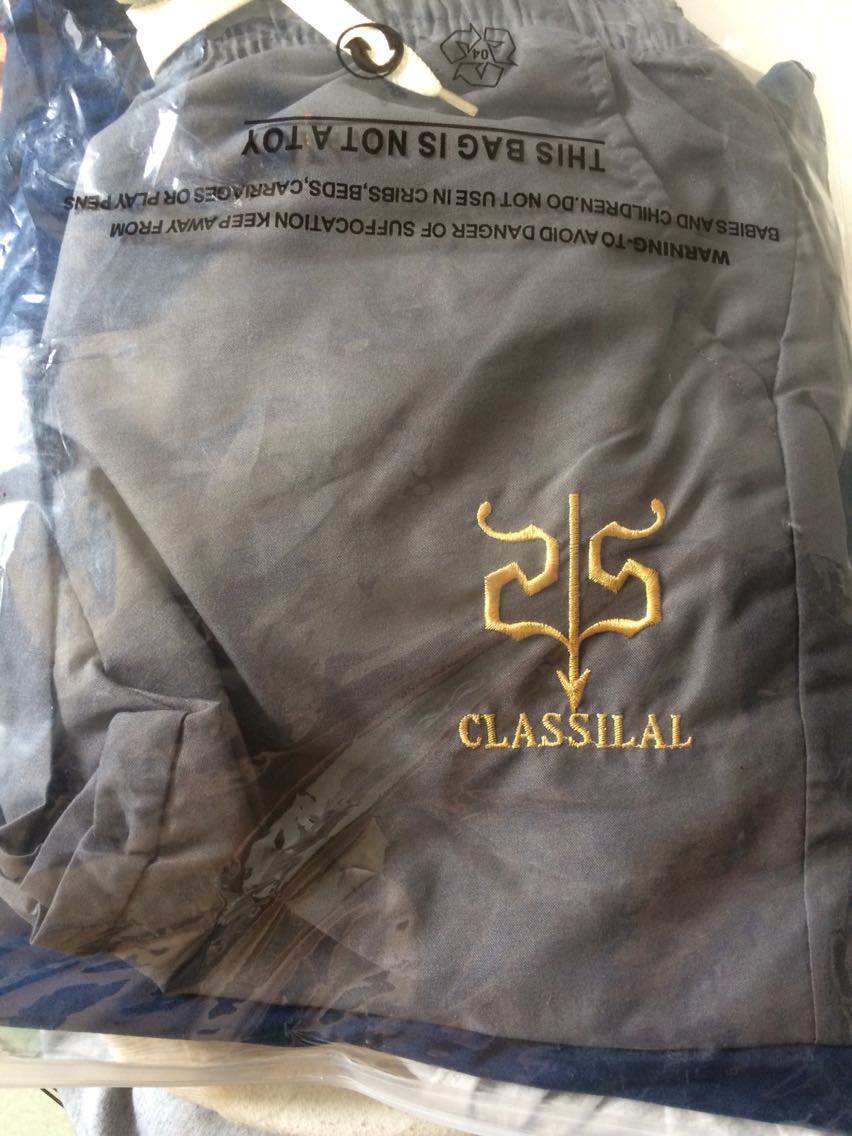 THIS BAG IS NOT A TOY
WARNING-TO AVOID DANGER OF SUFFOCATION KEEP AWAY FROM
BABIES AND CHILDREN.DO NOT USE IN CRIBS,BEDS,CARRIAGES OR PLAY PENS
04
CLASSILAL